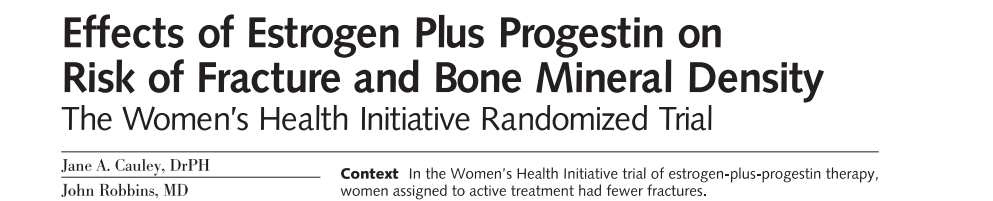 Effects of Estrogen Plus Progestin on
Risk of Fracture and Bone Mineral Density
The Women's Health Initiative Randomized Trial
Jane A. Cauley, DrPH
John Robbins, MD
Context In the Women's Health Initiative trial of estrogen-plus-progestin therapy,
women assigned to active treatment had fewer fractures.